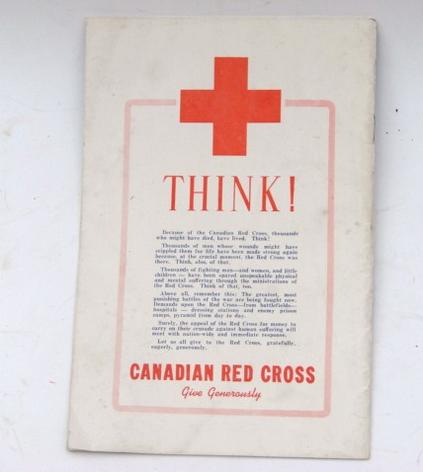 THINK!
Because of the Canadian Red Cross, thousands
who might have died, have lived. Think!
Thousands of men whose wounds might have
crippled them for life have been made strong again
because, at the crucial moment, the Red Cross was
there. Think, also, of that.
Thousands of fighting men—and women, and little
children — have been spared unspeakable physical
and mental suffering through the ministrations of
the Red Cross. Think of that, too.
Above all, remember this: The greatest, most
punishing battles of the war are being fought now.
Demands upon the Red Cross—from battlefields—
hospitals — dressing stations and enemy prison
camps, pyramid from day to day.
Surely, the appeal of the Red Cross for money to
carry on their crusade against human suffering will
meet with nation-wide and immediate response.
Let us all give to the Red Cross, gratefully,
eagerly, generously.
CANADIAN RED CROSS
Give Generously